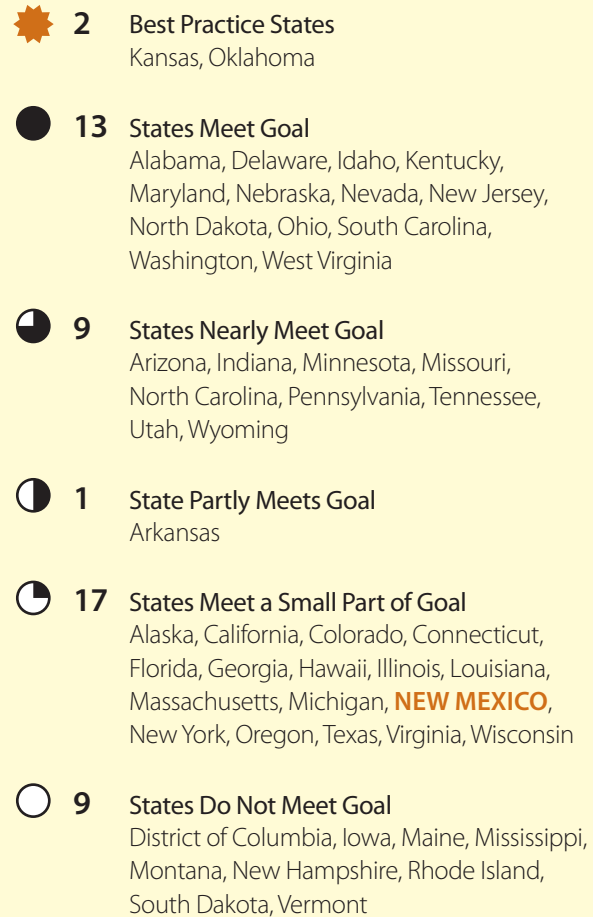 2 Best Practice States
Kansas, Oklahoma
13 States Meet Goal
Alabama, Delaware, Idaho, Kentucky,
Maryland, Nebraska, Nevada, New Jersey,
North Dakota, Ohio, South Carolina,
Washington, West Virginia
9 States Nearly Meet Goal
Arizona, Indiana, Minnesota, Missouri,
North Carolina, Pennsylvania, Tennessee,
Utah, Wyoming
1 State Partly Meets Goal
Arkansas
17 States Meet a Small Part of Goal
Alaska, California, Colorado, Connecticut,
Florida, Georgia, Hawaii, Illinois, Louisiana,
Massachusetts, Michigan, NEW MEXICO,
New York, Oregon, Texas, Virginia, Wisconsin
9 States Do Not Meet Goal
District of Columbia, Iowa, Maine, Mississippi,
Montana, New Hampshire, Rhode Island,
South Dakota, Vermont